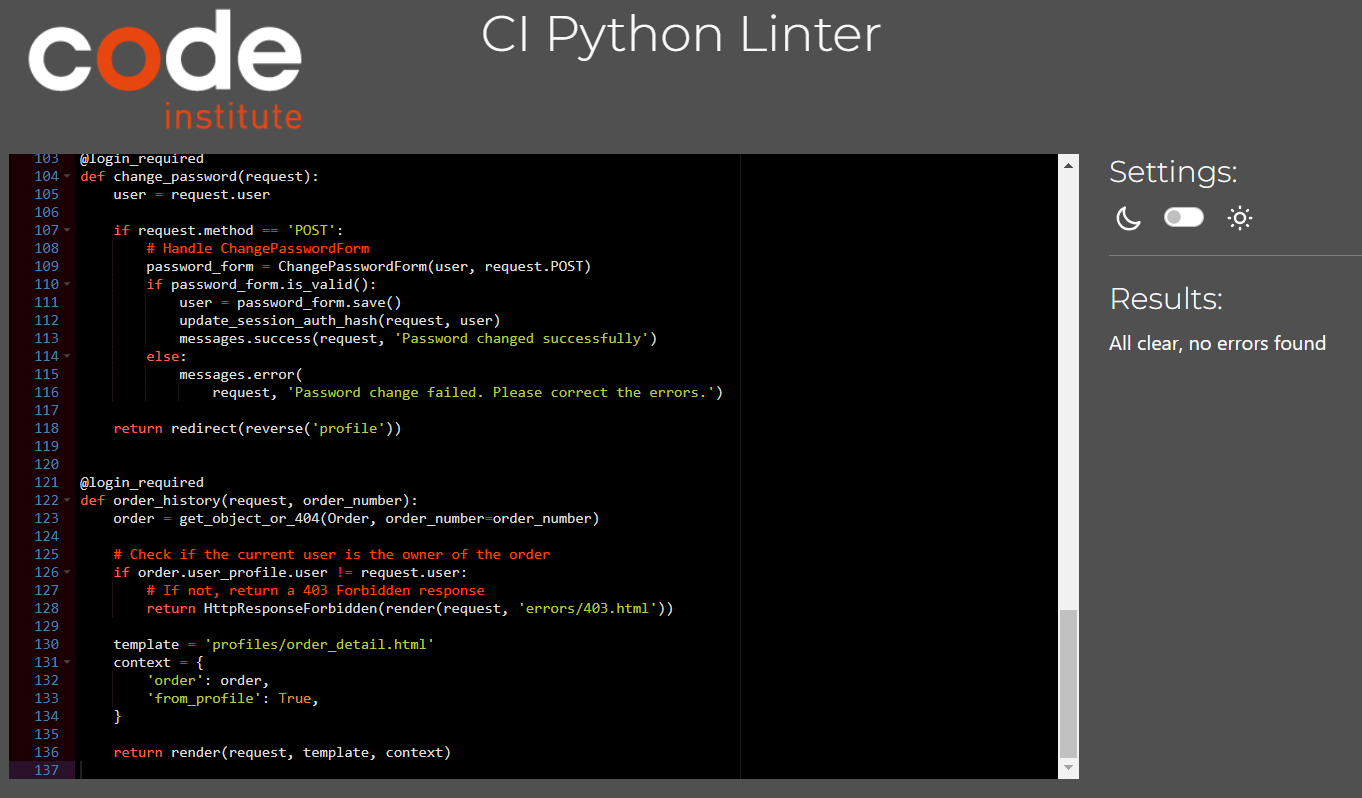 code
institute
CI Python Linter
103 @login_required
104 def change_password(request):
105     user = request.user
106
107     if request.method == 'POST':
108         # Handle ChangePasswordForm
109         password_form = ChangePasswordForm(user, request.POST)
110         if password_form.is_valid():
111             user = password_form.save()
112             update_session_auth_hash(request, user)
113             messages.success(request, 'Password changed successfully')
114         else:
115             messages.error(
116                 request, 'Password change failed. Please correct the errors.')
117
118     return redirect(reverse('profile'))
119
120
121 @login_required
122 def order_history(request, order_number):
123     order = get_object_or_404(Order, order_number=order_number)
124
125     # Check if the current user is the owner of the order
126     if order.user_profile.user != request.user:
127         # If not, return a 403 Forbidden response
128         return HttpResponseForbidden(render(request, 'errors/403.html'))
129
130     template = 'profiles/order_detail.html'
131     context = {
132         'order': order,
133         'from_profile': True,
134     }
135
136     return render(request, template, context)
137
Settings:
Results:
All clear, no errors found